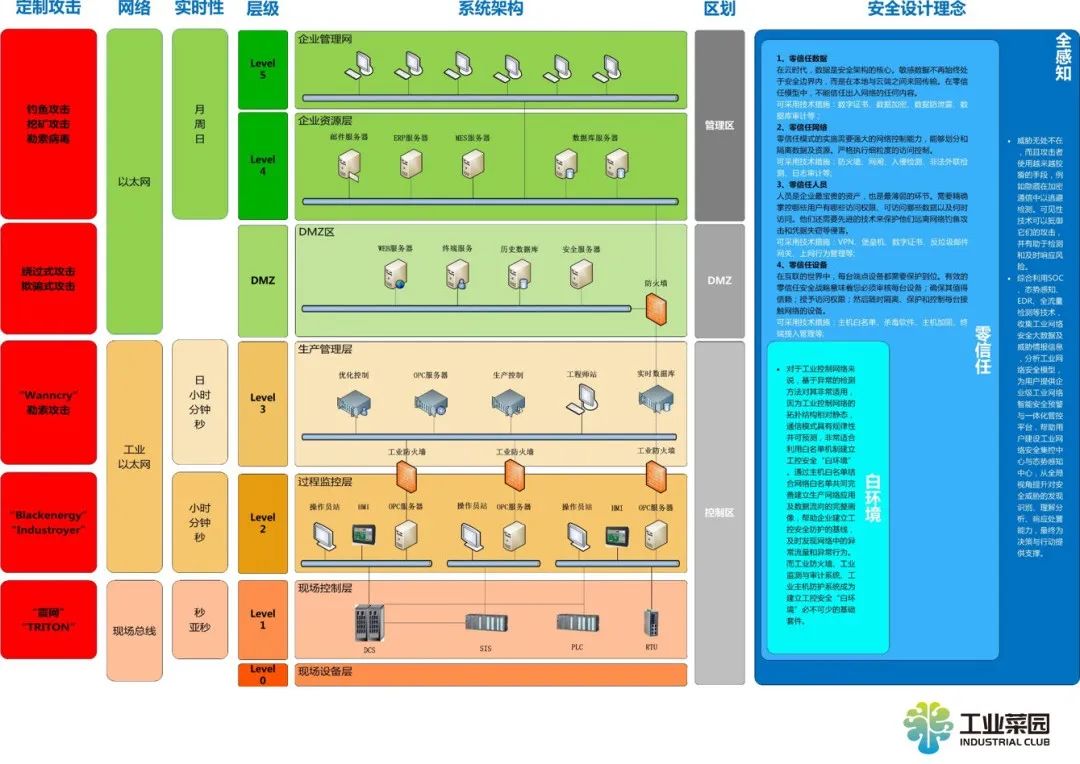 定制攻击
网络
实时性
层级
系统架构
区划
安全设计理念
钓鱼攻击
挖矿攻击
勒索病毒
绕过式攻击
欺骗式攻击
"Wanncry"
勒索攻击
"Blackenergy"
"Industroyer"
"震网"
"TRITON"
以太网
工业
以太网
现场总线
月
周
日
日
小时
分钟
秒
小时
分钟
秒
秒
亚秒
Level
5
Level
4
DMZ
Level
3
Level
2
Level
1
Level
0
企业管理网
企业资源层
邮件服务器
ERP服务器
MES服务器
数据库服务器
DMZ区
WEB服务器
终端服务
历史数据库
安全服务器
防火墙
生产管理层
优化控制
OPC服务器
生产控制
工程师站
实时数据库
工业防火墙
工业防火墙
工业防火墙
过程监控层
操作员站
HMI
OPC服务器
操作员站
OPC服务器
操作员站
HMI
OPC服务器
现场控制层
DCS
SIS
PLC
RTU
现场设备层
管理区
DMZ
控制区
1、零信任数据
在云时代，数据是安全架构的核心。敏感数据不再始终处
于安全边界内，而是在本地与云端之间来回传输。在零信
任模型中，不能信任出入网络的任何内容。
可采用技术措施：数字证书、数据加密、数据防泄露、数
据库审计等；
2、零信任网络
零信任模式的实施需要强大的网络控制能力，能够划分和
隔离数据及资源。严格执行细粒度的访问控制。
可采用技术措施：防火墙、网闸、入侵检测、非法外联检
测、日志审计等;
3、零信任人员
人员是企业最宝贵的资产，也是最薄弱的环节。需要精确
掌控哪些用户有哪些访问权限、可访问哪些数据以及何时
访问。他们还需要先进的技术来保护他们远离网络钓鱼攻
击和凭据失窃等侵害。
可采用技术措施：VPN、堡垒机、数字证书、反垃圾邮件
网关、上网行为管理等;
4、零信任设备
在互联的世界中，每台端点设备都需要保护到位。有效的
零信任安全战略意味着您必须审核每台设备；确保其值得
信赖；授予访问权限；然后随时隔离、保护和控制每台接
触网络的设备。
可采用技术措施：主机白名单、杀毒软件、主机加固、终
端接入管理等;
零信任
• 对于工业控制网络来
说，基于异常的检测
方法对其非常适用，
因为工业控制网络的
拓扑结构相对静态，
通信模式具有规律性
并可预测，非常适合
利用白名单机制建立
工控安全"白环境"
。通过主机白名单结
合网络白名单共同完
善建立生产网络应用
及数据流向的完整画
像，帮助企业建立工
控安全防护的基线，
及时发现网络中的异
常流量和异常行为。
而工业防火墙、工业
监测与审计系统、工
业主机防护系统成为
建立工控安全"白环
境"必不可少的基础
套件。
白环境
全感知
• 威胁无处不在
，而且攻击者
使用越来越狡
猾的手段，例
如隐匿在加密
通信中以逃避
检测。可见性
技术可以抵御
它们的攻击，
并有助于检测
和及时响应风
险。
• 综合利用SOC
、态势感知、
EDR、全流量
检测等技术，
收集工业网络
安全大数据及
威胁情报信息
，分析工业网
络安全模型，
为用户提供企
业级工业网络
智能安全预警
与一体化管控
平台，帮助用
户建设工业网
络安全集控中
心与态势感知
中心，从全局
视角提升对安
全威胁的发现
识别、理解分
析、响应处置
能力，最终为
决策与行动提
供支撑。
工业菜园
INDUSTRIAL CLUB